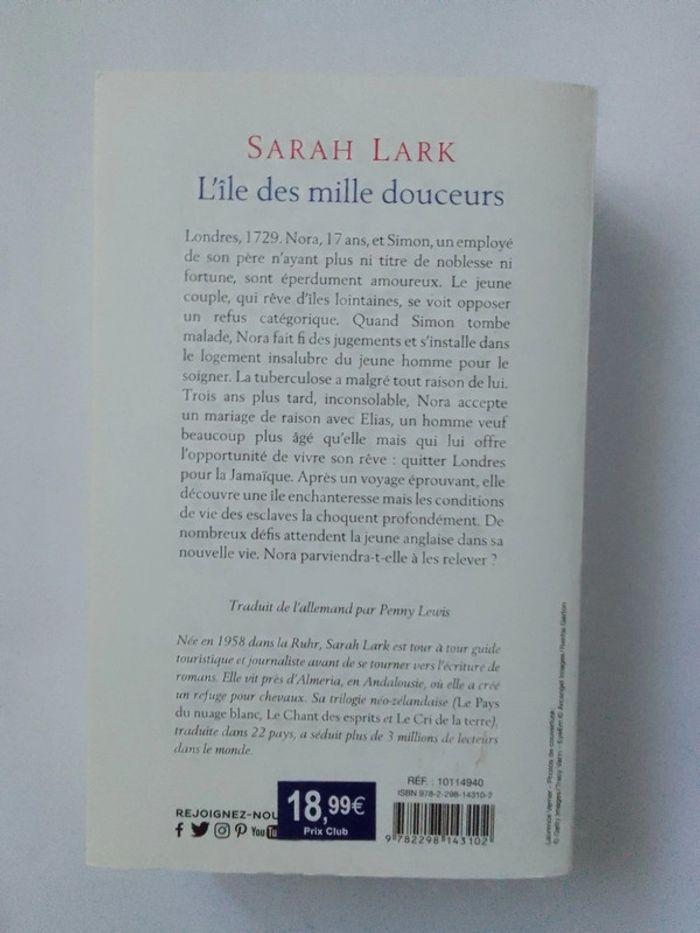 SARAH LARK
L'île des mille douceurs
Londres, 1729. Nora, 17 ans, et Simon, un employé
de son père n'ayant plus ni titre de noblesse ni
fortune, sont éperdument amoureux. Le jeune
couple, qui rêve d'îles lointaines, se voit opposer
un refus catégorique. Quand Simon tombe
malade, Nora fait fi des jugements et s'installe dans
le logement insalubre du jeune homme pour le
soigner. La tuberculose a malgré tout raison de lui.
Trois ans plus tard, inconsolable, Nora accepte
un mariage de raison avec Elias, un homme veuf
beaucoup plus âgé qu'elle mais qui lui offre
l'opportunité de vivre son rêve : quitter Londres
pour la Jamaïque. Après un voyage éprouvant, elle
découvre une île enchanteresse mais les conditions
de vie des esclaves la choquent profondément. De
nombreux défis attendent la jeune anglaise dans sa
nouvelle vie. Nora parviendra-t-elle à les relever ?
Traduit de l'allemand par Penny Lewis
Née en 1958 dans la Ruhr, Sarah Lark est tour à tour guide
touristique et journaliste avant de se tourner vers l'écriture de
romans. Elle vit près d'Almeria, en Andalousie, où elle a créé
un refuge pour chevaux. Sa trilogie néo-zélandaise (Le Pays
du nuage blanc, Le Chant des esprits et Le Cri de la terre),
traduite dans 22 pays, a séduit plus de 3 millions de lecteurs
dans le monde.
REJOIGNEZ-NOU
You Tu
18,99€
Prix Club
RÉF. : 10114940
ISBN 978-2-298-14310-2
9 782298 143102
Photos de couverture :
© Getty Images/
© Arcangel Images/